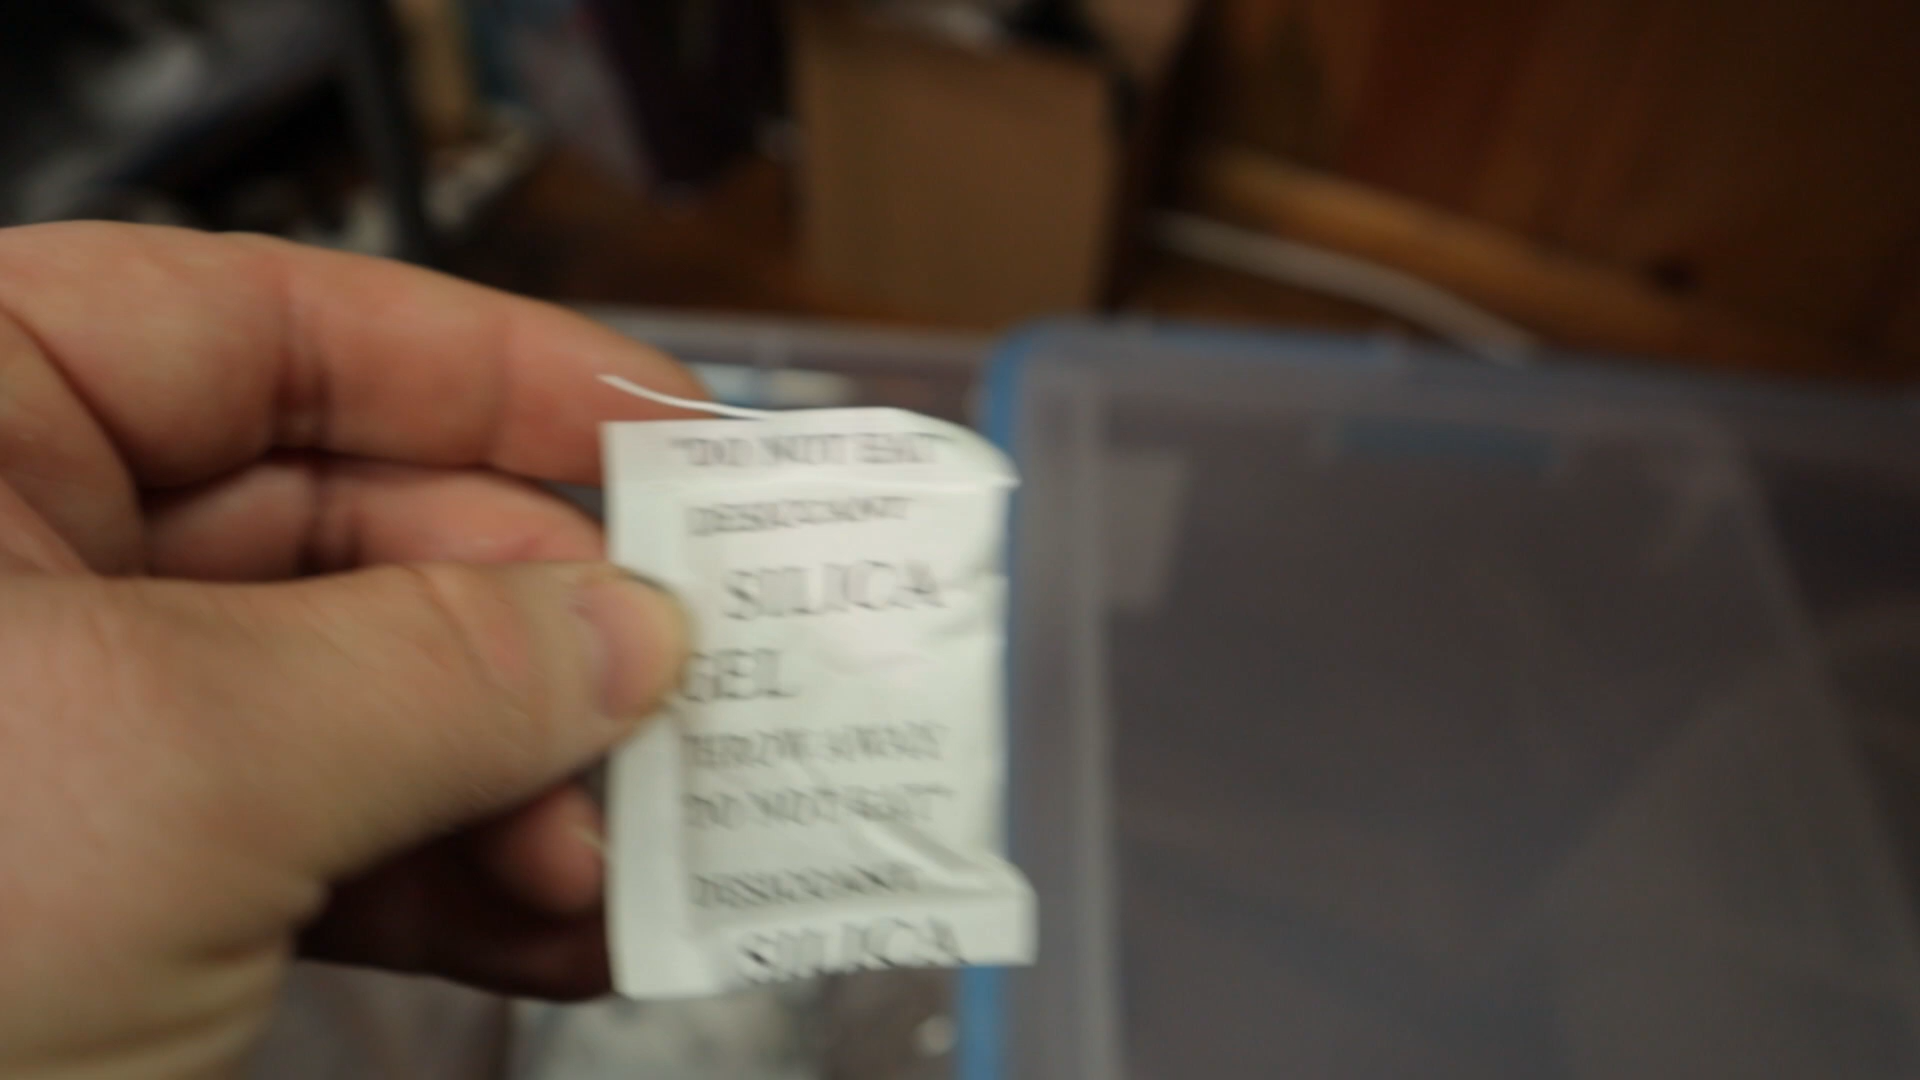 "DO NOT EAT"
DESICCANT
SILICA
GEL
THROW AWAY
"DO NOT EAT"
DESICCANT
SILICA